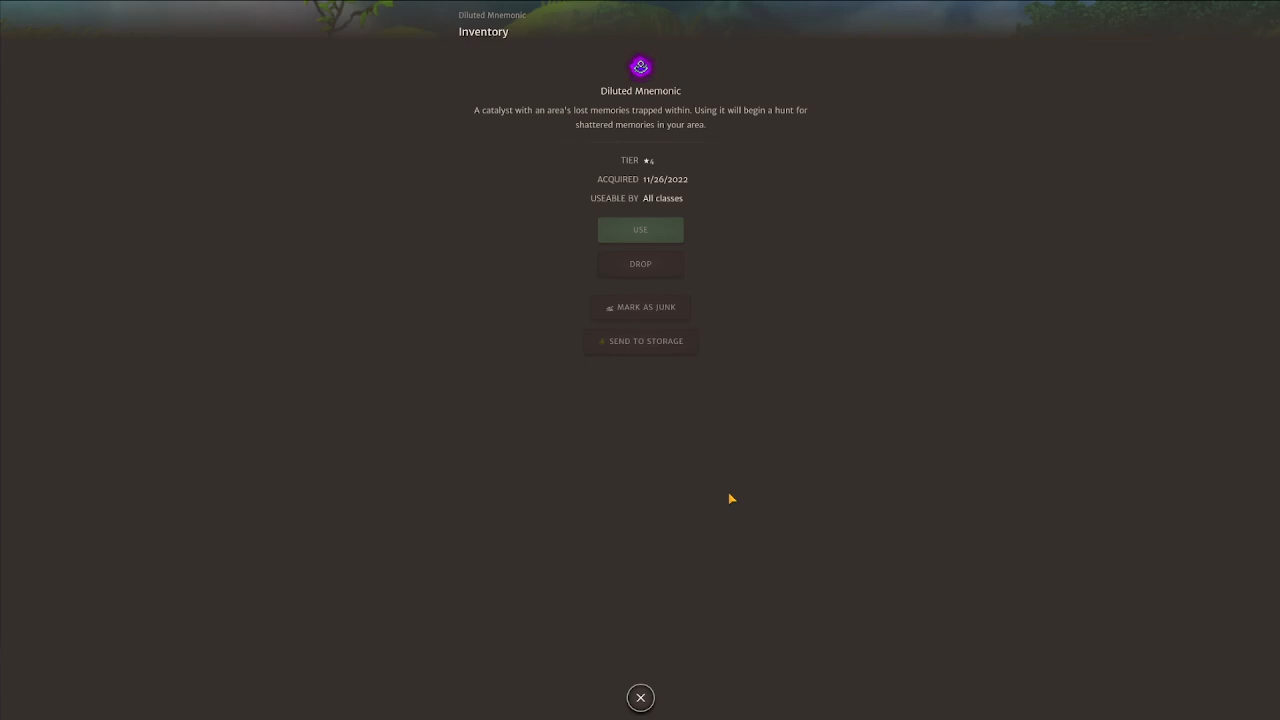 Diluted Mnemonic
Inventory
Diluted Mnemonic
A catalyst with an area's lost memories trapped within. Using it will begin a hunt for
shattered memories in your area.
TIER ★4
ACQUIRED 11/26/2022
USEABLE BY All classes
USE
DROP
MARK AS JUNK
SEND TO STORAGE